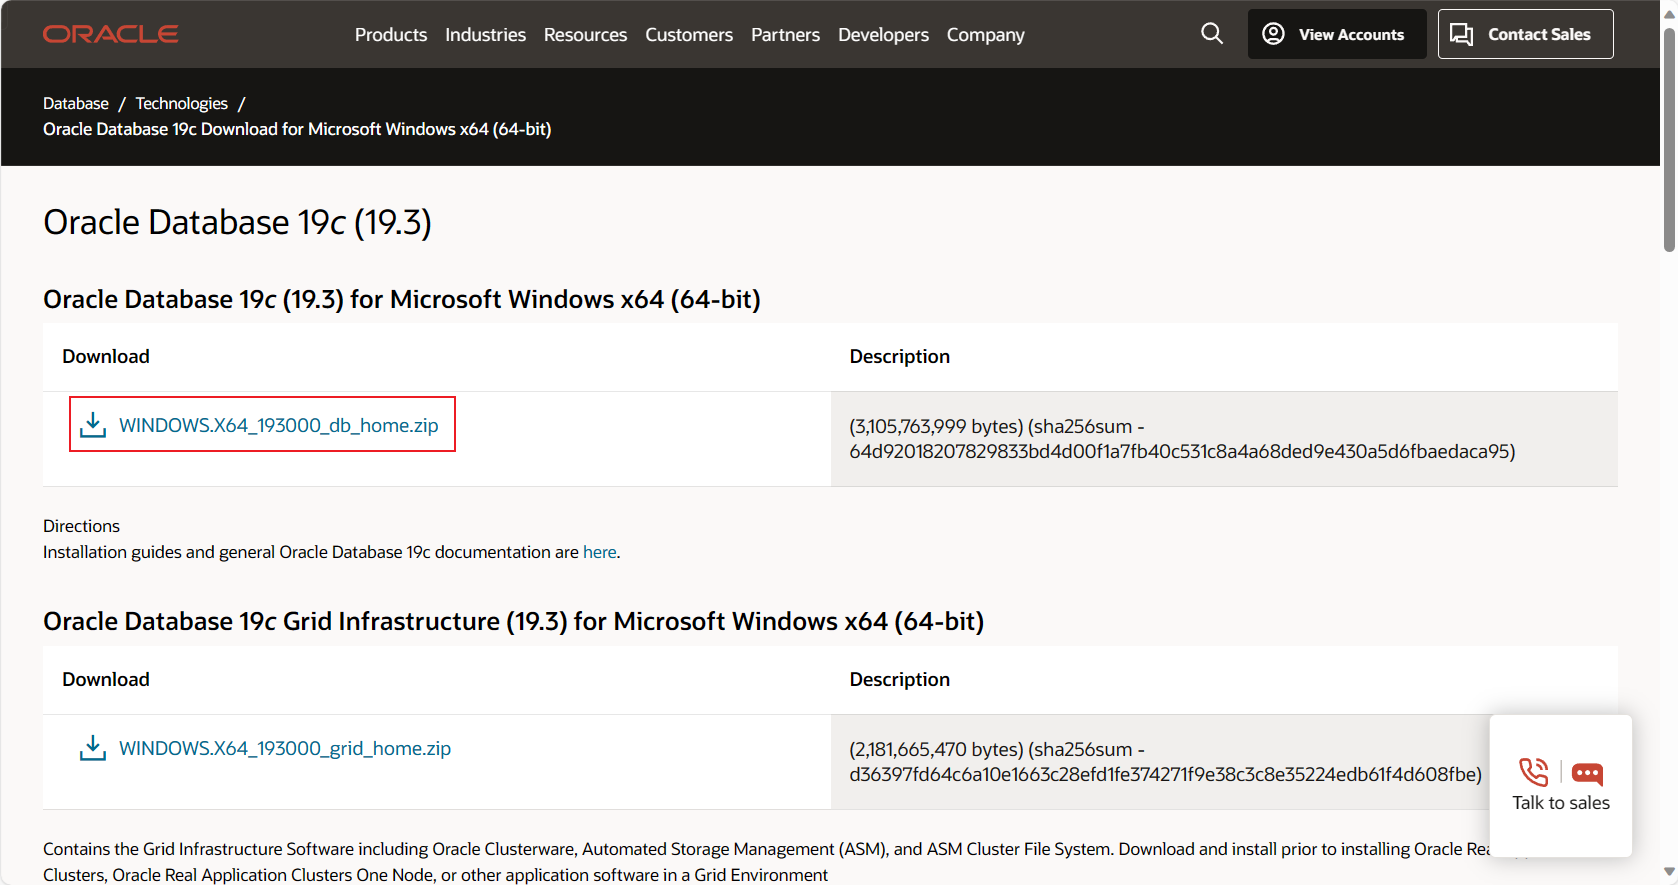 ORACLE
Products Industries Resources Customers Partners Developers Company
View Accounts
Contact Sales
Database / Technologies /
Oracle Database 19c Download for Microsoft Windows x64 (64-bit)
Oracle Database 19c (19.3)
Oracle Database 19c (19.3) for Microsoft Windows x64 (64-bit)
Download Description
WINDOWS.X64_193000_db_home.zip
(3,105,763,999 bytes) (sha256sum -
64d92018207829833bd4d00f1a7fb40c531c8a4a68ded9e430a5d6fbaedaca95)
Directions
Installation guides and general Oracle Database 19c documentation are here.
Oracle Database 19c Grid Infrastructure (19.3) for Microsoft Windows x64 (64-bit)
Download Description
WINDOWS.X64_193000_grid_home.zip
(2,181,665,470 bytes) (sha256sum -
d36397fd64c6a10e1663c28efd1fe374271f9e38c3c8e35224edb61f4d608fbe)
Talk to sales
Contains the Grid Infrastructure Software including Oracle Clusterware, Automated Storage Management (ASM), and ASM Cluster File System. Download and install prior to installing Oracle
Clusters, Oracle Real Application Clusters One Node, or other application software in a Grid Environment